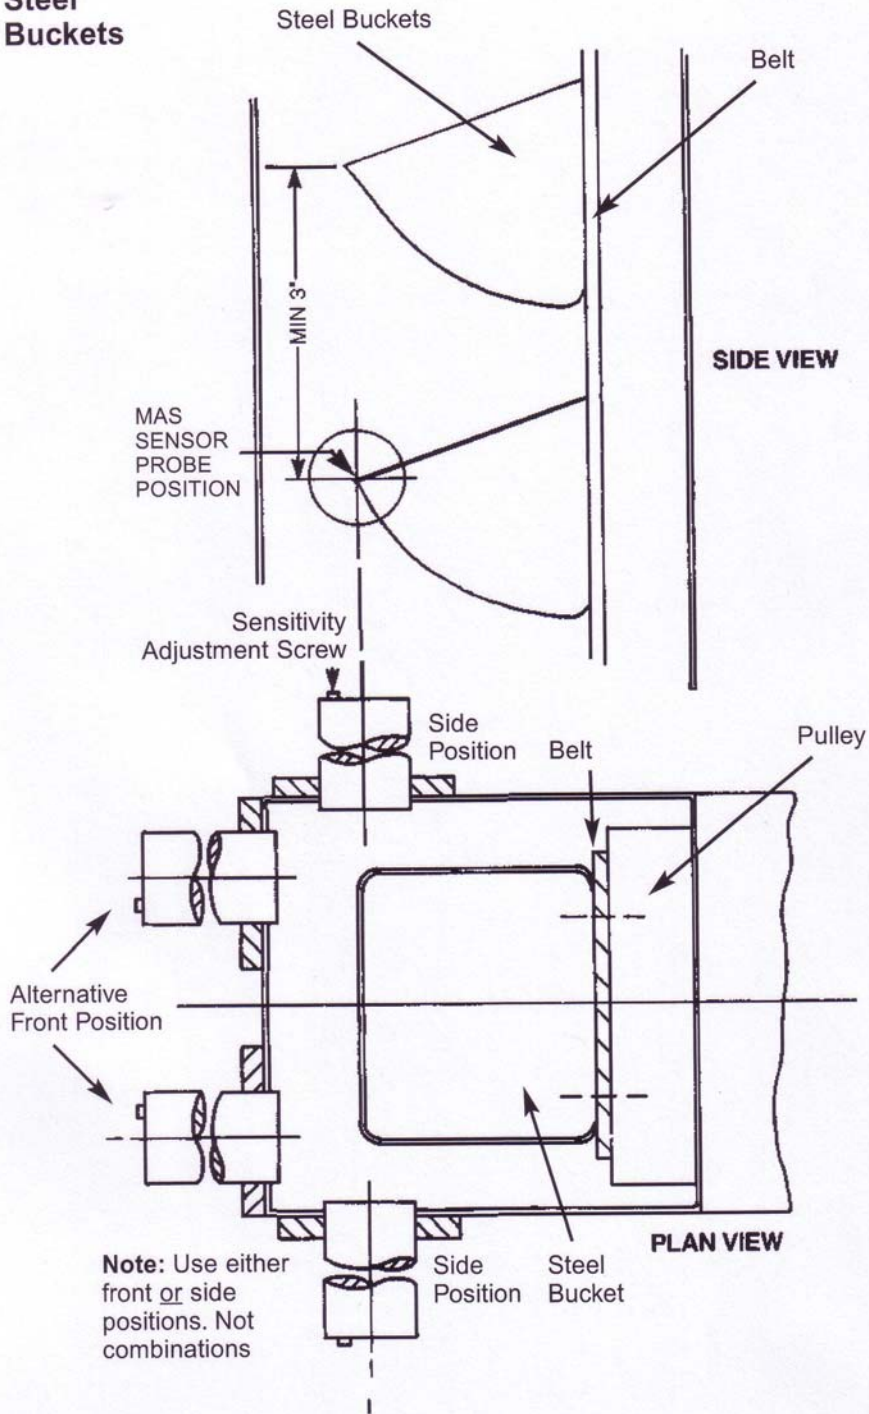 Steel
Buckets
Steel Buckets
Belt
MIN 3"
SIDE VIEW
MAS
SENSOR
PROBE
POSITION
Sensitivity
Adjustment Screw
Side
Position
Belt
Pulley
Alternative
Front Position
PLAN VIEW
Note: Use either
front or side
positions. Not
combinations
Side
Position
Steel
Bucket